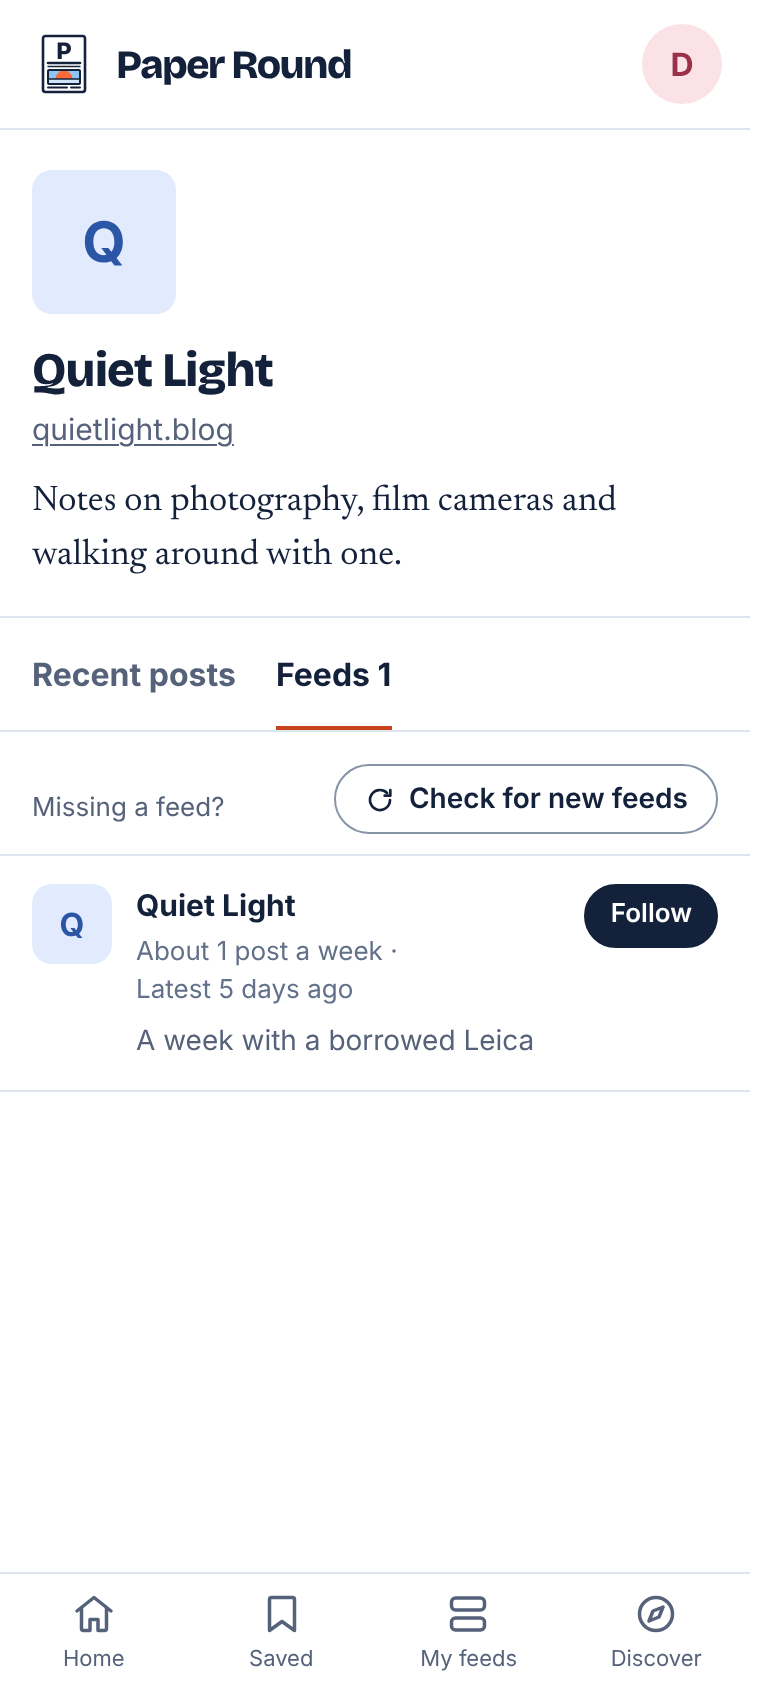 P
Paper Round
D
Q
Quiet Light
quietlight.blog
Notes on photography, film cameras and
walking around with one.
Recent posts
Feeds 1
Missing a feed?
Check for new feeds
Q
Quiet Light
Follow
About 1 post a week ·
Latest 5 days ago
A week with a borrowed Leica
Home
Saved
My feeds
Discover